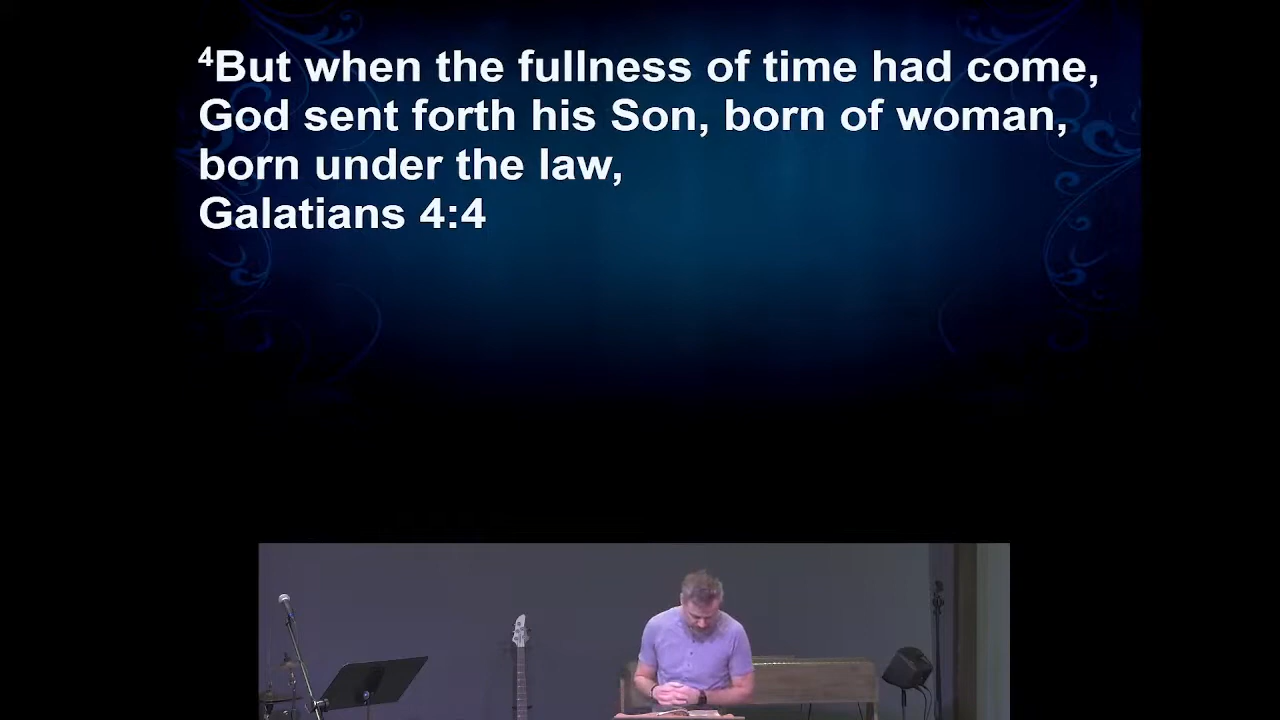 ⁴But when the fullness of time had come,
God sent forth his Son, born of woman,
born under the law,
Galatians 4:4